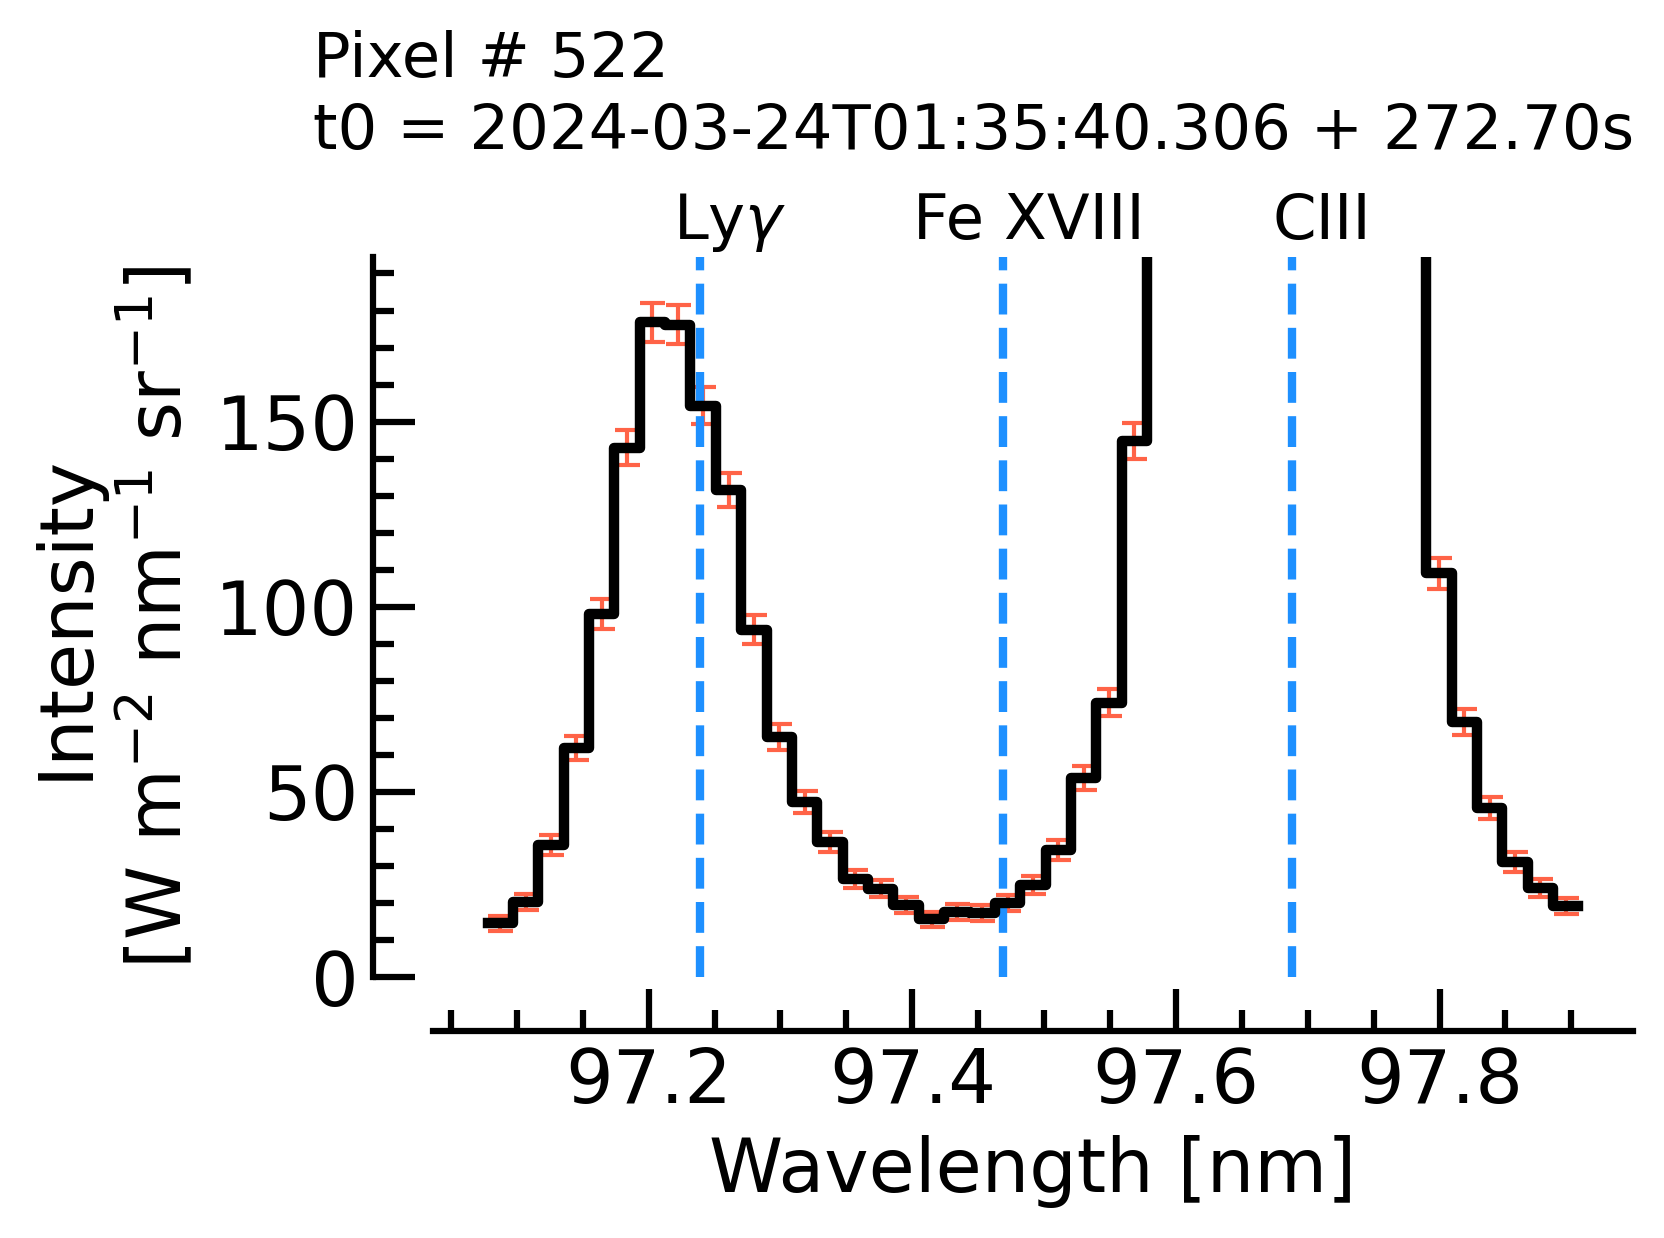 Pixel # 522
t0 = 2024-03-24T01:35:40.306 + 272.70s
Lyγ Fe XVIII CIII
Intensity
[W m⁻² nm⁻¹ sr⁻¹]
150
100
50
0
97.2 97.4 97.6 97.8
Wavelength [nm]